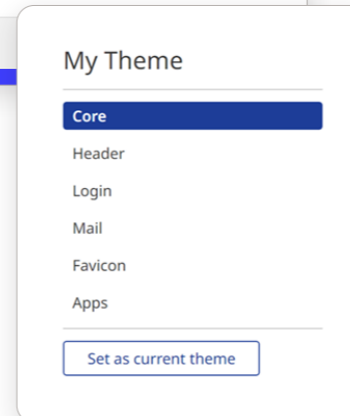 My Theme
Core
Header
Login
Mail
Favicon
Apps
Set as current theme